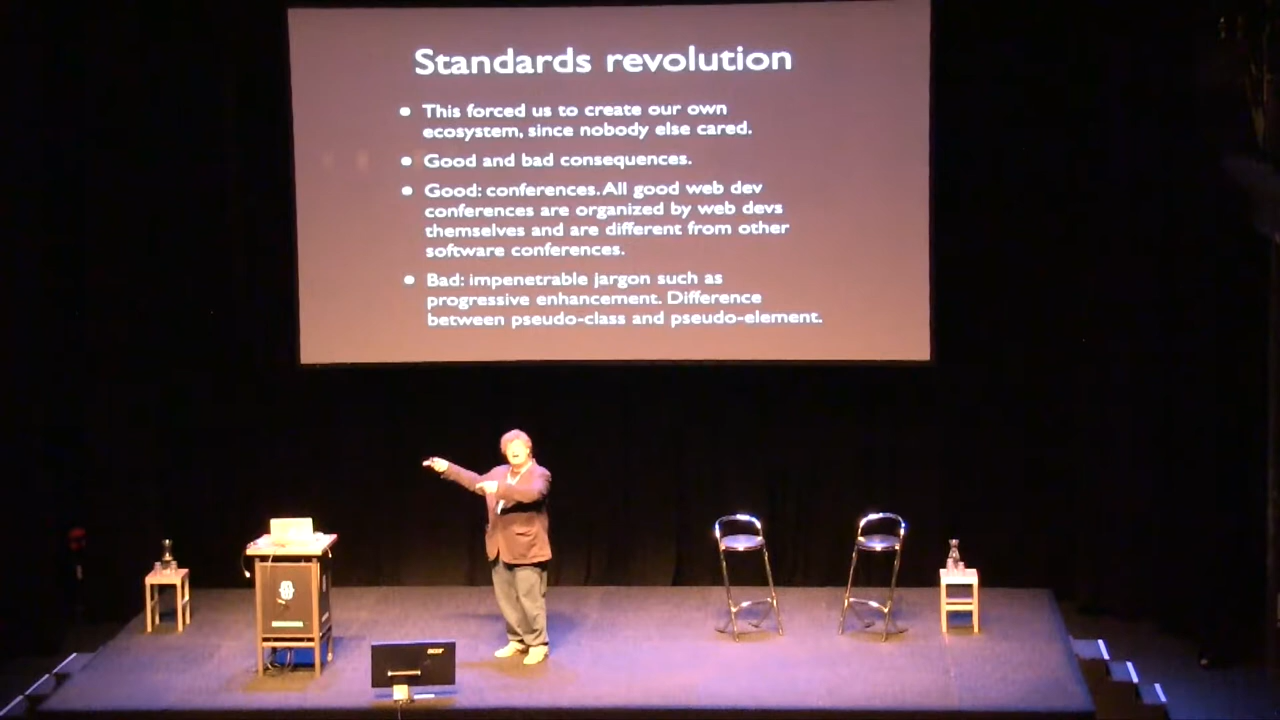 Standards revolution
This forced us to create our own
ecosystem, since nobody else cared.
Good and bad consequences.
Good: conferences. All good web dev
conferences are organized by web devs
themselves and are different from other
software conferences.
Bad: impenetrable jargon such as
progressive enhancement. Difference
between pseudo-class and pseudo-element.
acer